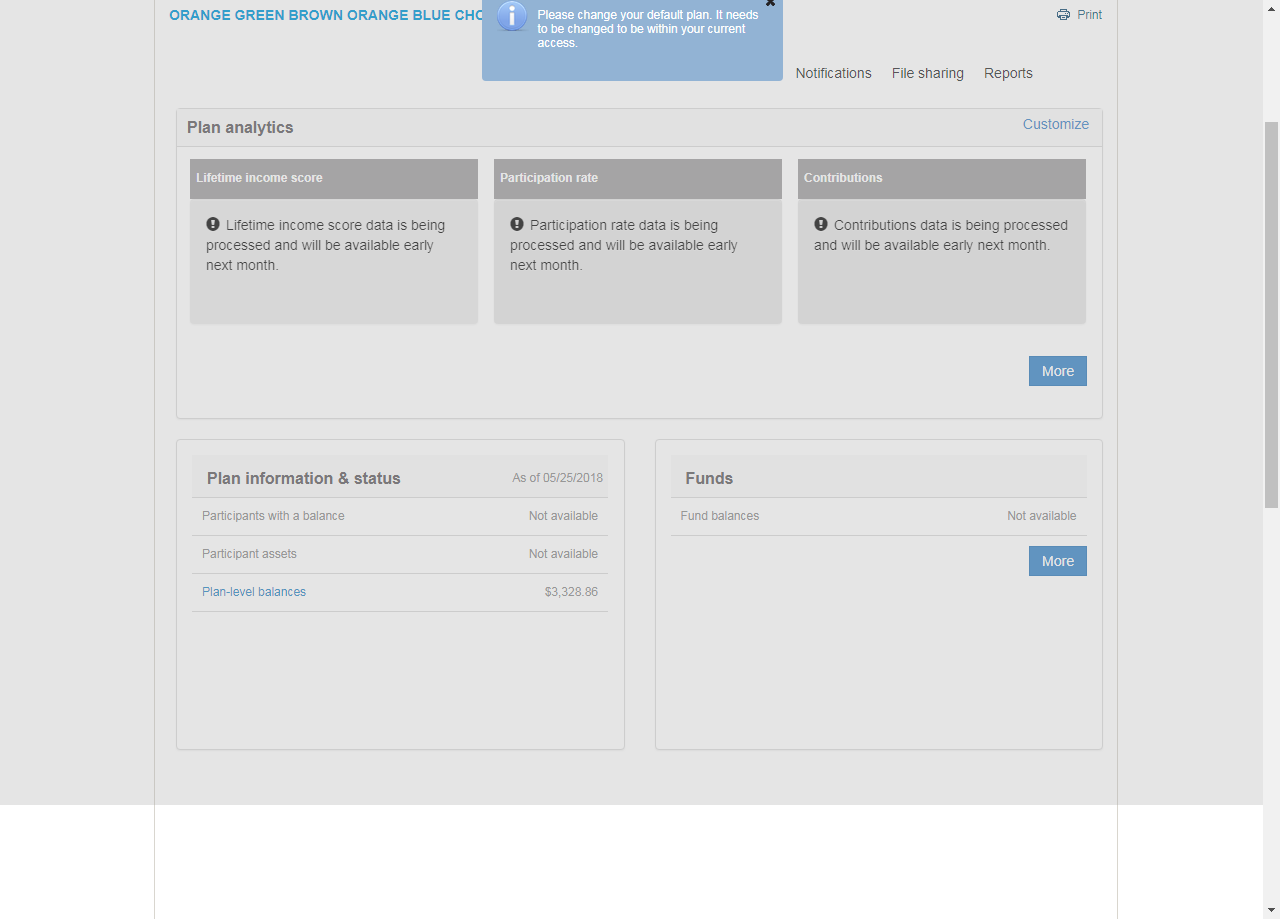 ORANGE GREEN BROWN ORANGE BLUE CHO
Please change your default plan. It needs
to be changed to be within your current
access.
Print
Notifications File sharing Reports
Plan analytics
Customize
Lifetime income score
Lifetime income score data is being
processed and will be available early
next month.
Participation rate
Participation rate data is being
processed and will be available early
next month.
Contributions
Contributions data is being processed
and will be available early next month.
More
Plan information & status As of 05/25/2018
Participants with a balance Not available
Participant assets Not available
Plan-level balances $3,328.86
Funds
Fund balances Not available
More